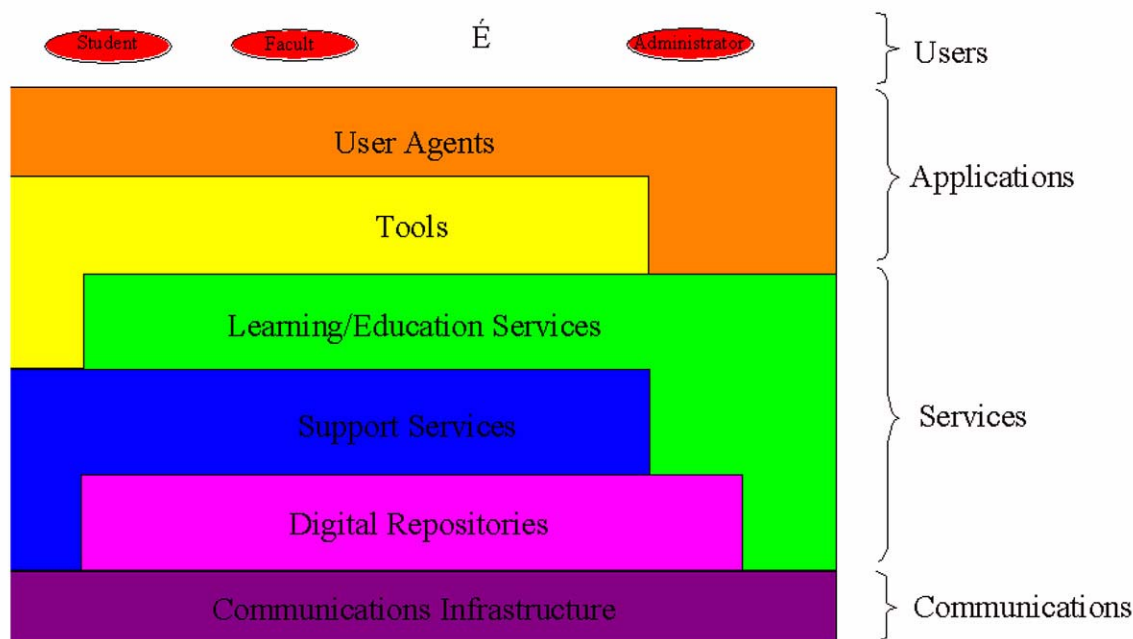 Student
Facult
É
Administrator
Users
User Agents
Applications
Tools
Learning/Education Services
Support Services
Services
Digital Repositories
Communications Infrastructure
Communications